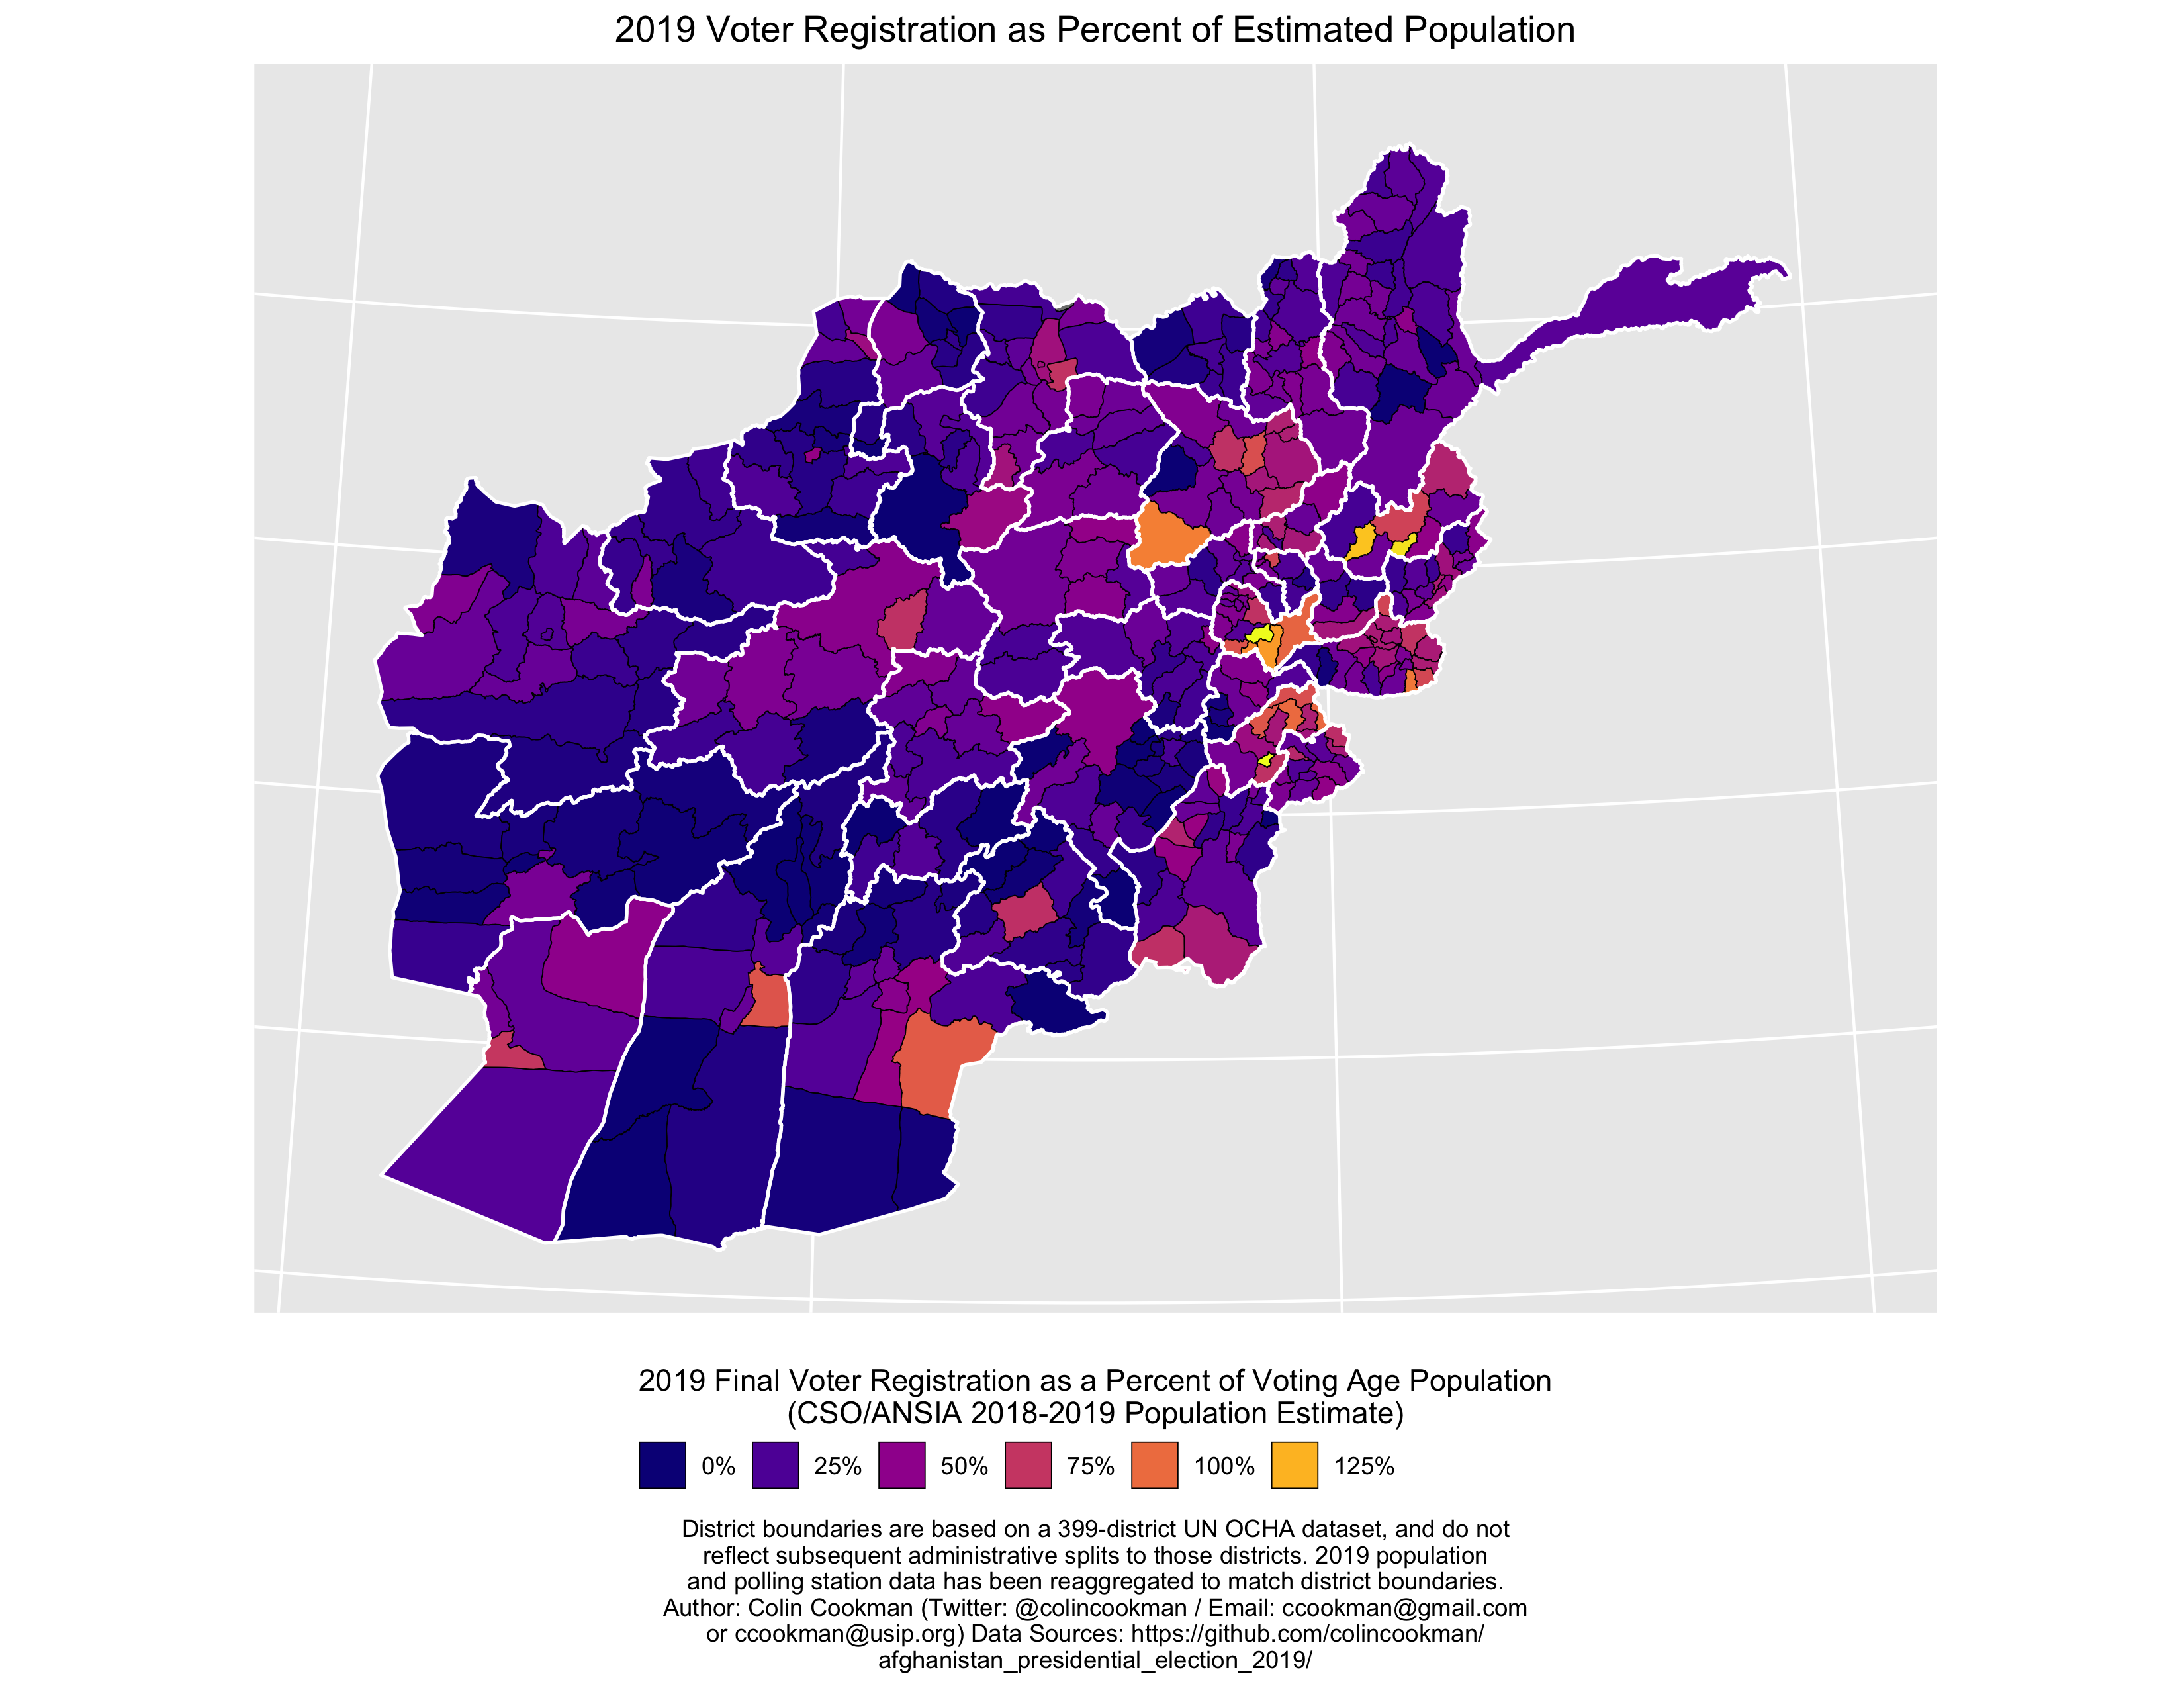 2019 Voter Registration as Percent of Estimated Population
2019 Final Voter Registration as a Percent of Voting Age Population
(CSO/ANSIA 2018-2019 Population Estimate)
0% 25% 50% 75% 100% 125%
District boundaries are based on a 399-district UN OCHA dataset, and do not
reflect subsequent administrative splits to those districts. 2019 population
and polling station data has been reaggregated to match district boundaries.
Author: Colin Cookman (Twitter: @colincookman / Email: ccookman@gmail.com
or ccookman@usip.org) Data Sources: https://github.com/colincookman/
afghanistan_presidential_election_2019/